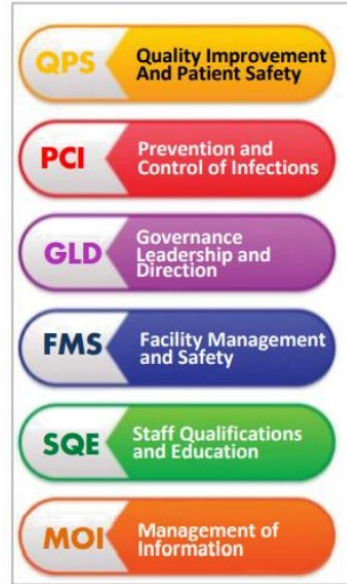 QPS
Quality Improvement
And Patient Safety
PCI
Prevention and
Control of Infections
GLD
Governance
Leadership and
Direction
FMS
Facility Management
and Safety
SQE
Staff Qualifications
and Education
MOI
Management of
Information